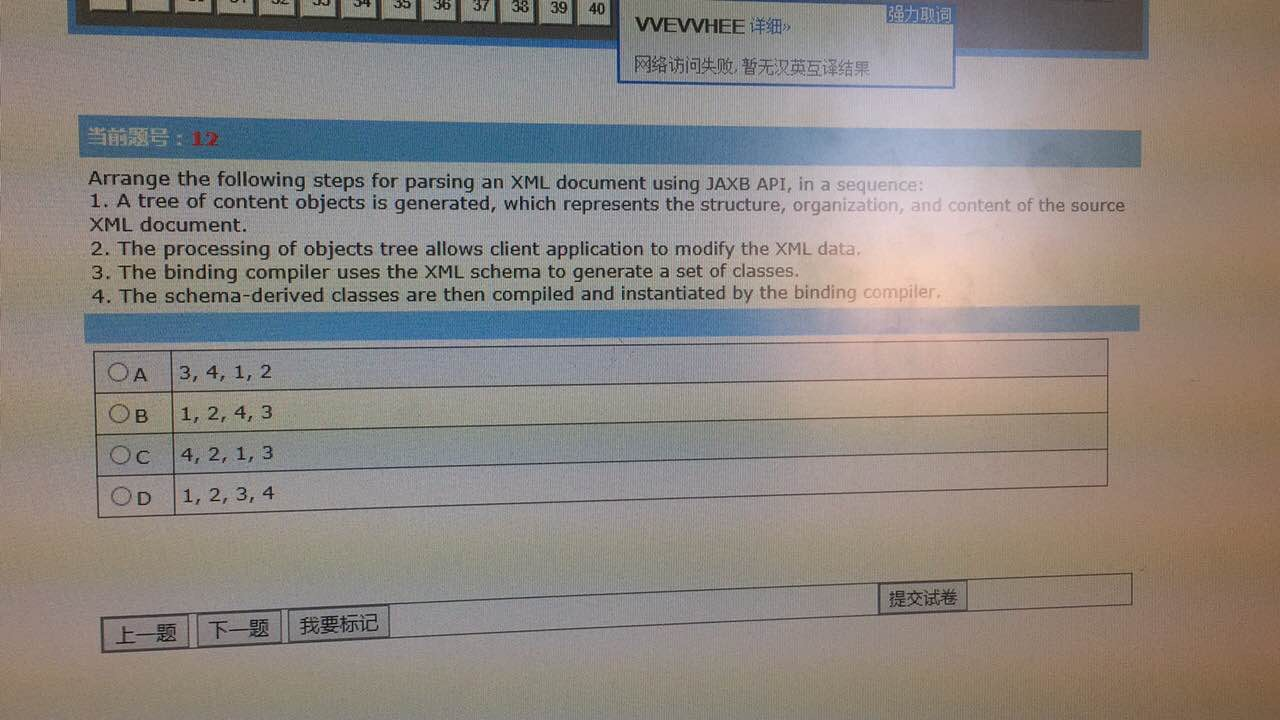 35 36 37 38 39 40
VVEVVHEE 详细»
强力取词
网络访问失败,暂无汉英互译结果
当前题号：12
Arrange the following steps for parsing an XML document using JAXB API, in a sequence:
1. A tree of content objects is generated, which represents the structure, organization, and content of the source
XML document.
2. The processing of objects tree allows client application to modify the XML data.
3. The binding compiler uses the XML schema to generate a set of classes.
4. The schema-derived classes are then compiled and instantiated by the binding compiler.
A 3, 4, 1, 2
B 1, 2, 4, 3
C 4, 2, 1, 3
D 1, 2, 3, 4
上一题 下一题 我要标记 提交试卷